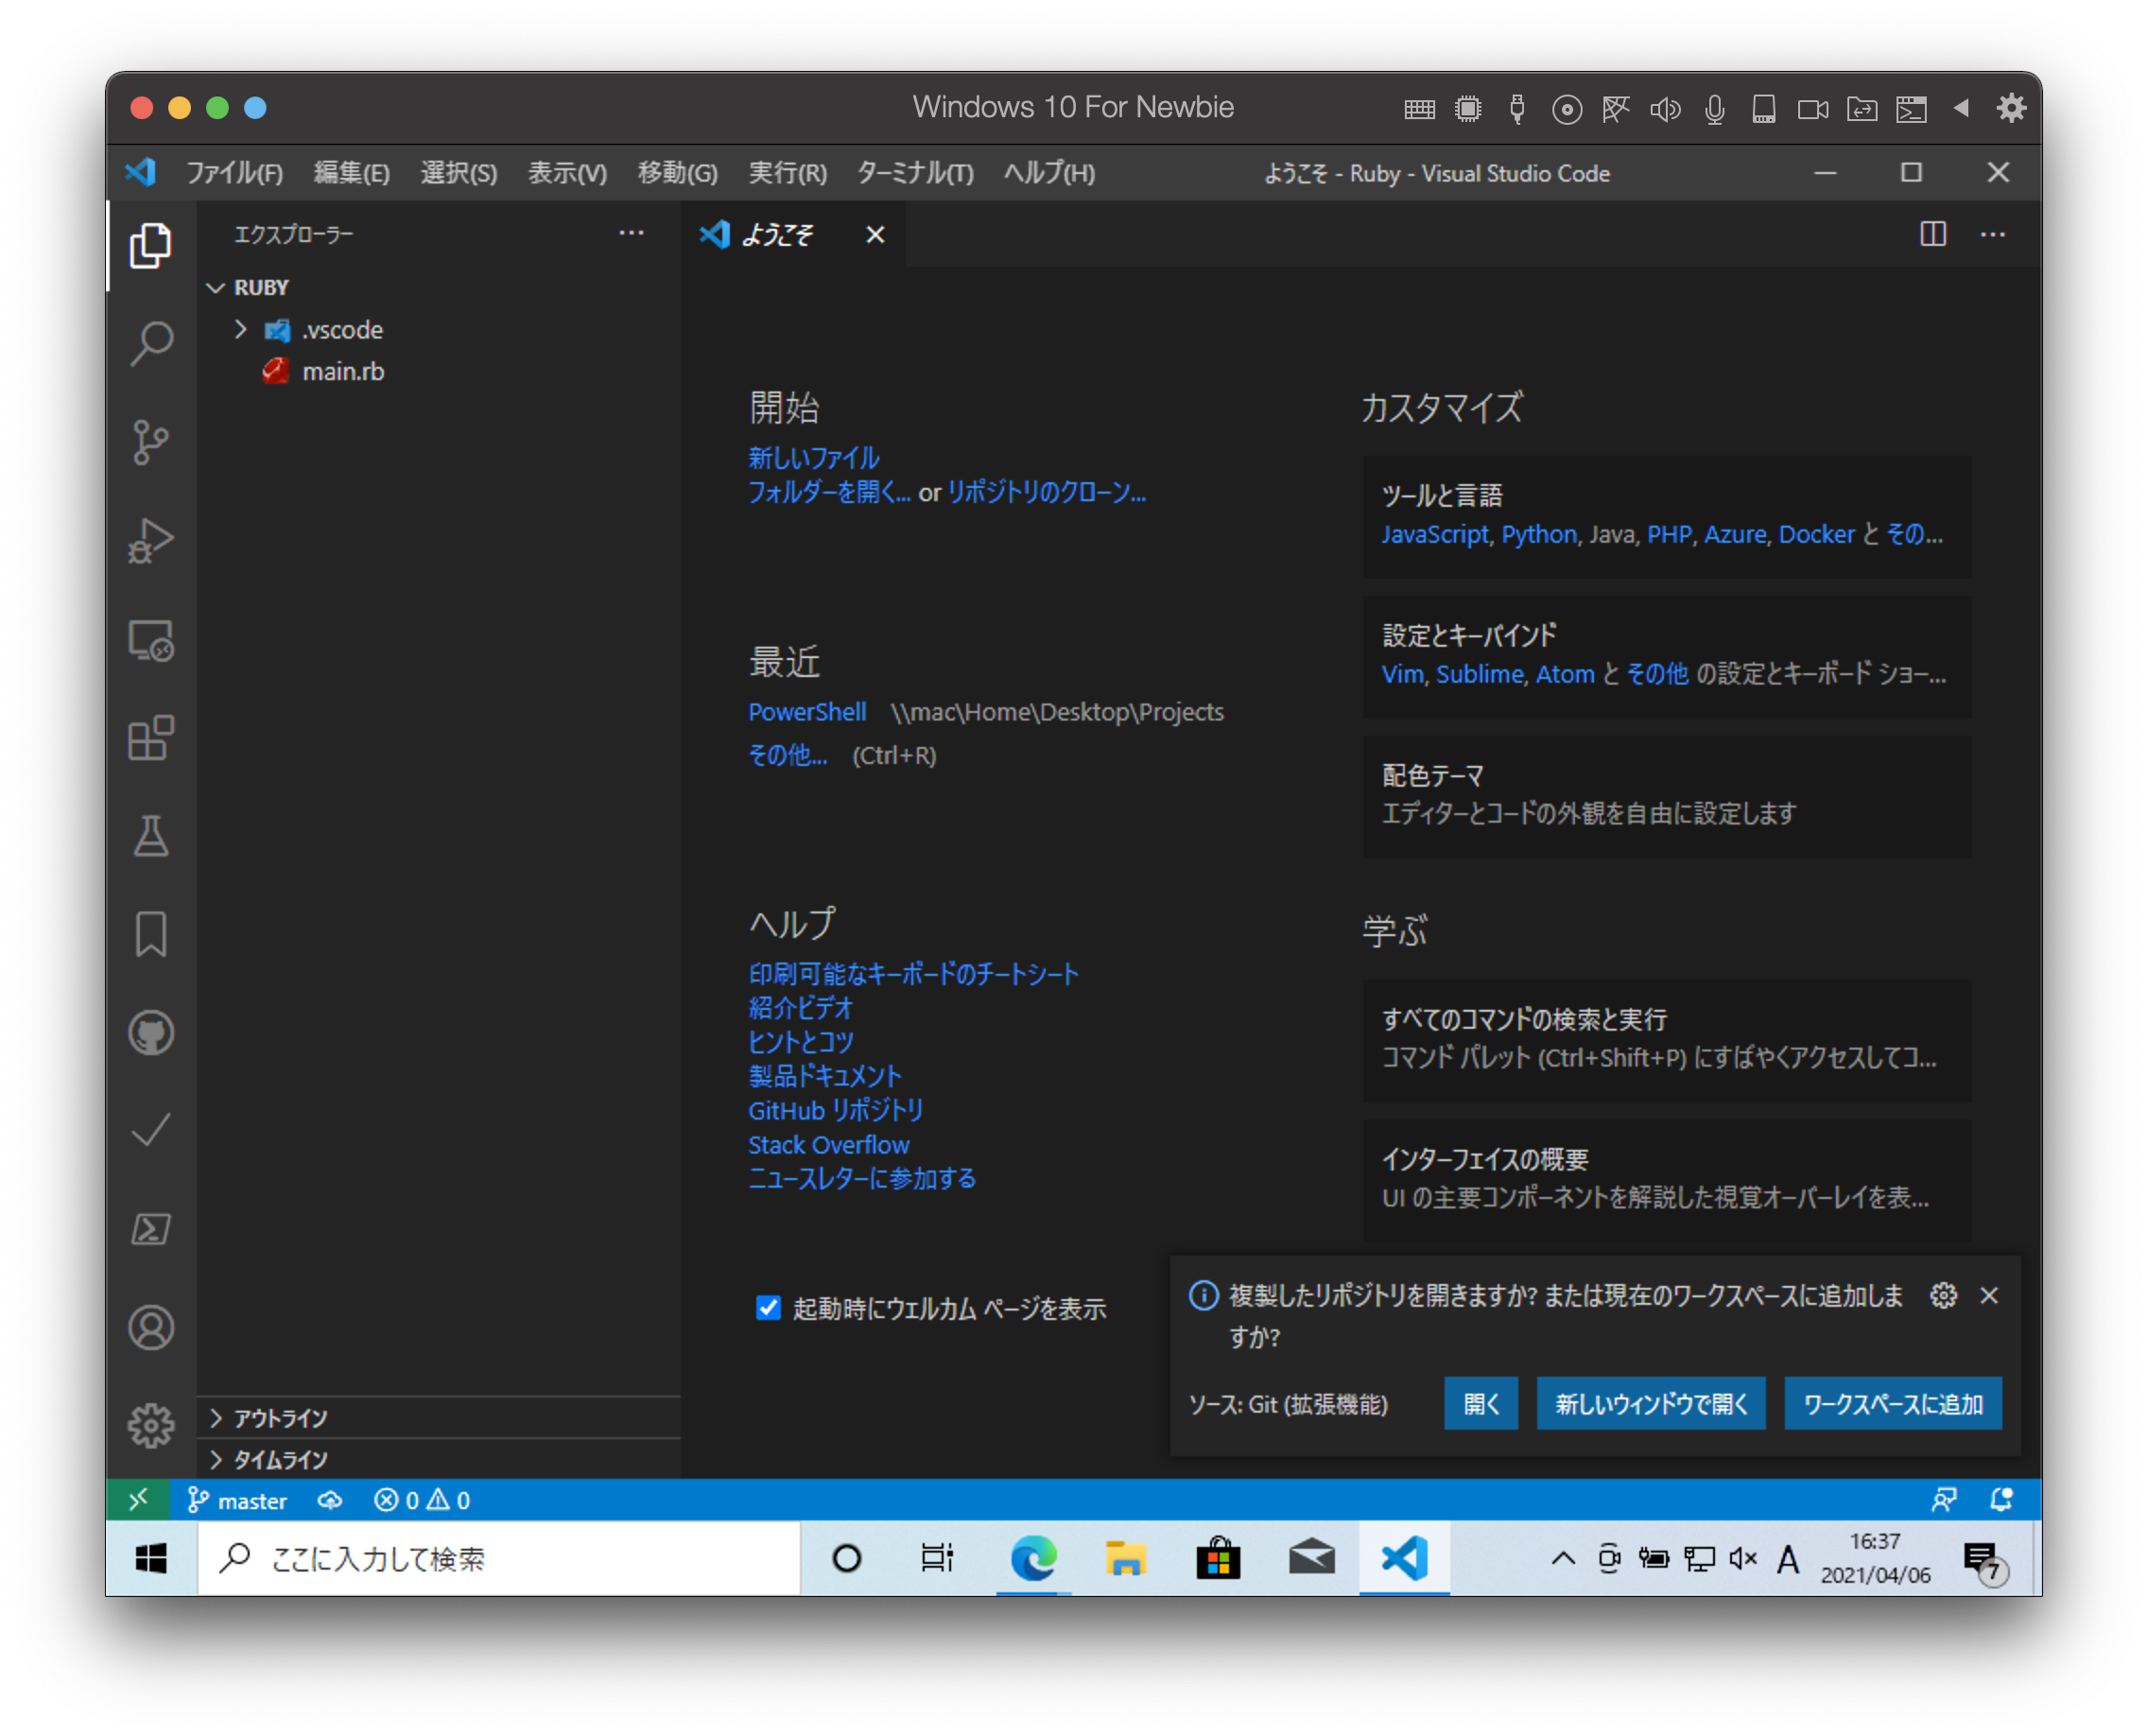 Windows 10 For Newbie
ファイル(F) 編集(E) 選択(S) 表示(V) 移動(G) 実行(R) ターミナル(T) ヘルプ(H) ようこそ - Ruby - Visual Studio Code
エクスプローラー
RUBY
.vscode
main.rb
アウトライン
タイムライン
ようこそ
開始
新しいファイル
フォルダーを開く... or リポジトリのクローン...
最近
PowerShell \\mac\Home\Desktop\Projects
その他... (Ctrl+R)
ヘルプ
印刷可能なキーボードのチートシート
紹介ビデオ
ヒントとコツ
製品ドキュメント
GitHub リポジトリ
Stack Overflow
ニュースレターに参加する
起動時にウェルカム ページを表示
カスタマイズ
ツールと言語
JavaScript, Python, Java, PHP, Azure, Docker と その...
設定とキーバインド
Vim, Sublime, Atom と その他 の設定とキーボード ショー...
配色テーマ
エディターとコードの外観を自由に設定します
学ぶ
すべてのコマンドの検索と実行
コマンド パレット (Ctrl+Shift+P) にすばやくアクセスしてコ...
インターフェイスの概要
UI の主要コンポーネントを解説した視覚オーバーレイを表...
複製したリポジトリを開きますか? または現在のワークスペースに追加しま
すか?
ソース: Git (拡張機能) 開く 新しいウィンドウで開く ワークスペースに追加
master 0 0
ここに入力して検索
A
16:37
2021/04/06
7